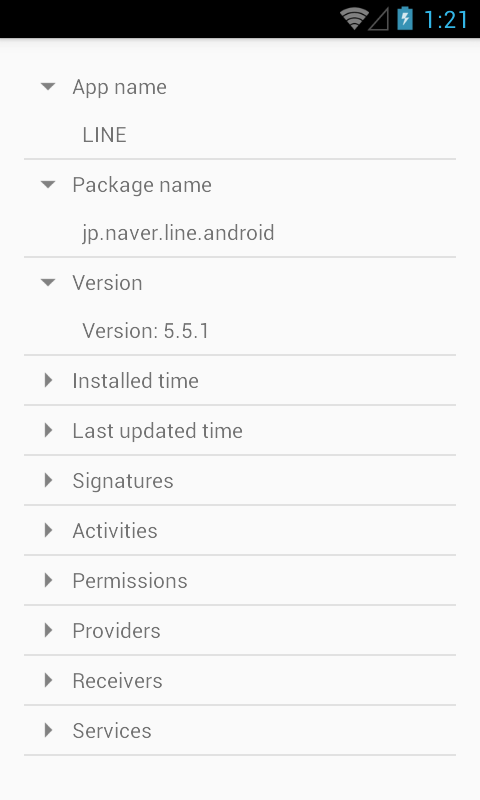 1:21
App name
LINE
Package name
jp.naver.line.android
Version
Version: 5.5.1
Installed time
Last updated time
Signatures
Activities
Permissions
Providers
Receivers
Services